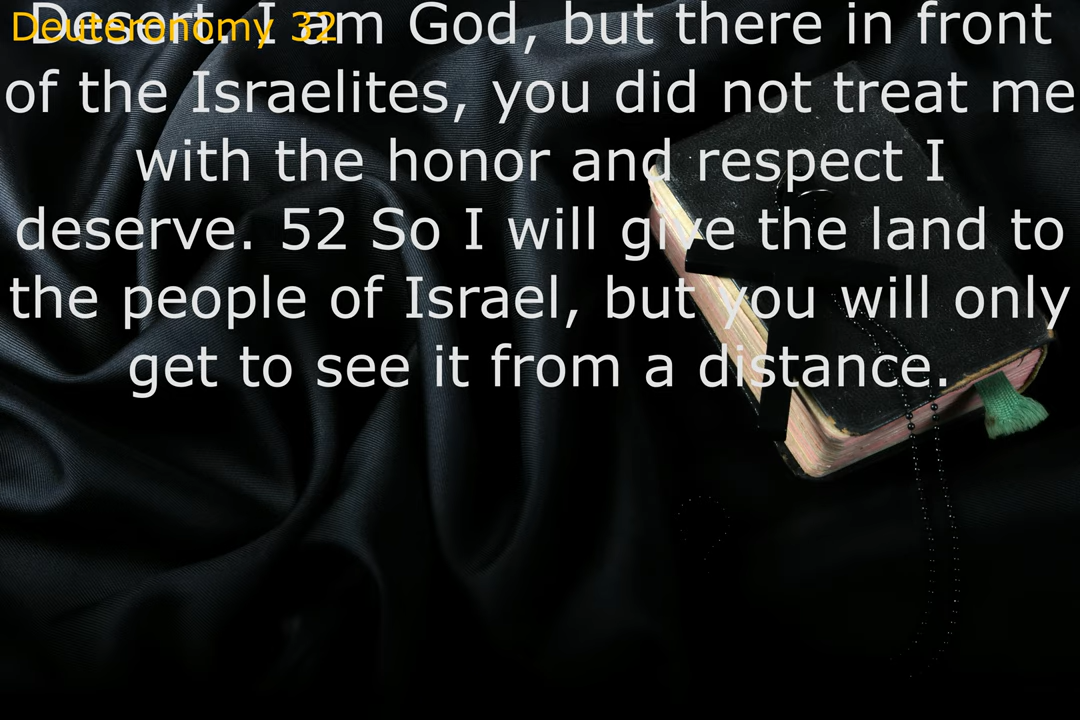 Deuteronomy 32
Desert. I am God, but there in front
of the Israelites, you did not treat me
with the honor and respect I
deserve. 52 So I will give the land to
the people of Israel, but you will only
get to see it from a distance.